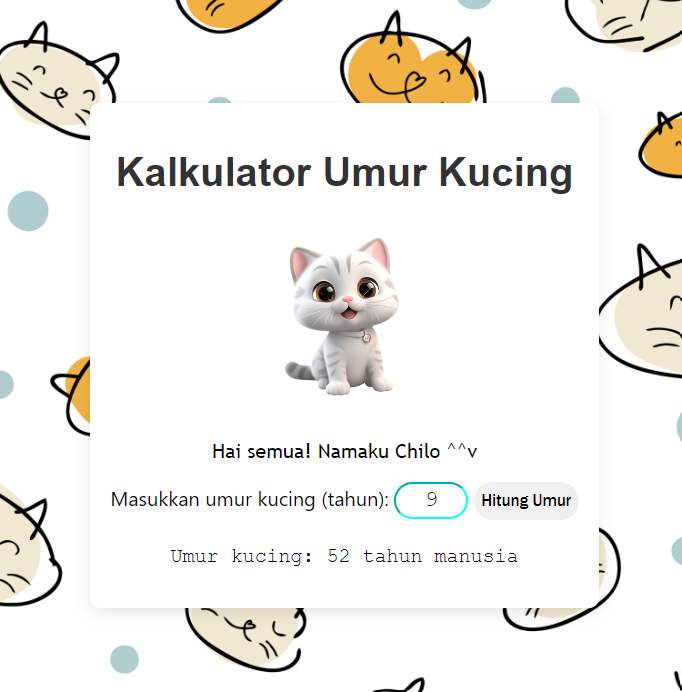 Kalkulator Umur Kucing
Hai semua! Namaku Chilo ^^v
Masukkan umur kucing (tahun): 9 Hitung Umur
Umur kucing: 52 tahun manusia